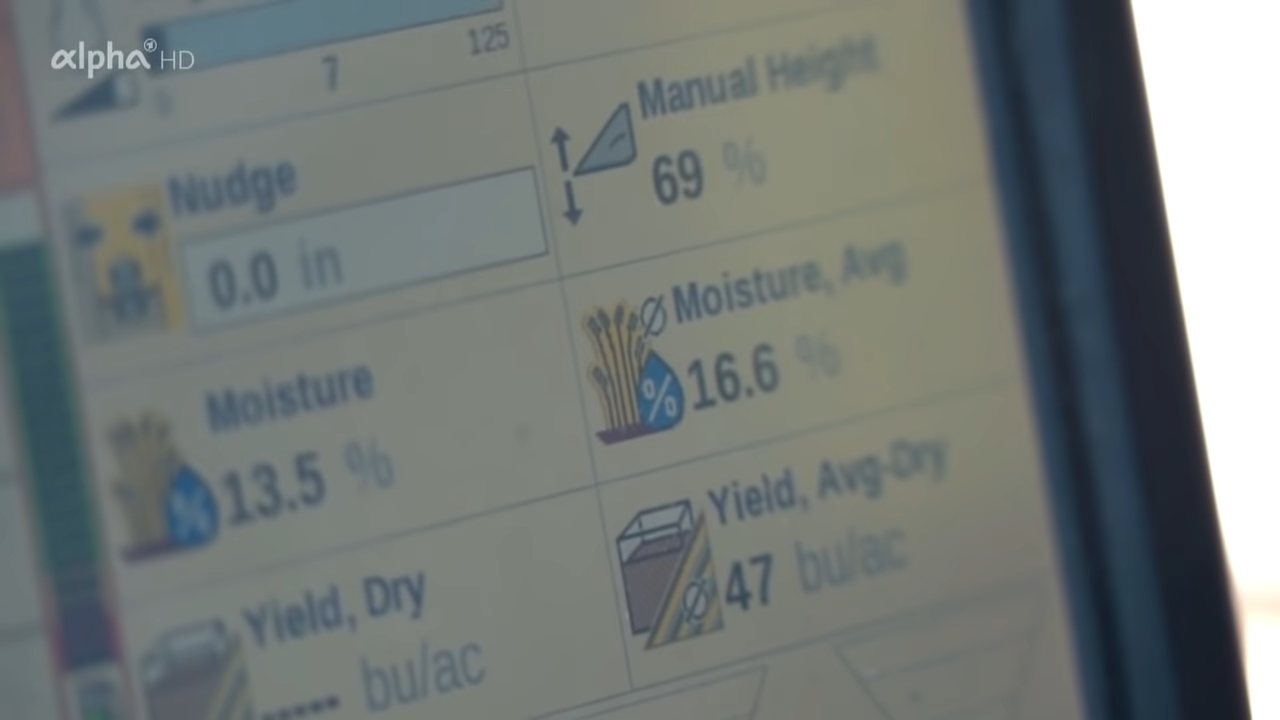 alpha HD
125
7
Manual Height
69 %
Nudge
0.0 in
Moisture, Avg
16.6 %
Moisture
13.5 %
Yield, Avg-Dry
47 bu/ac
Yield, Dry
----- bu/ac